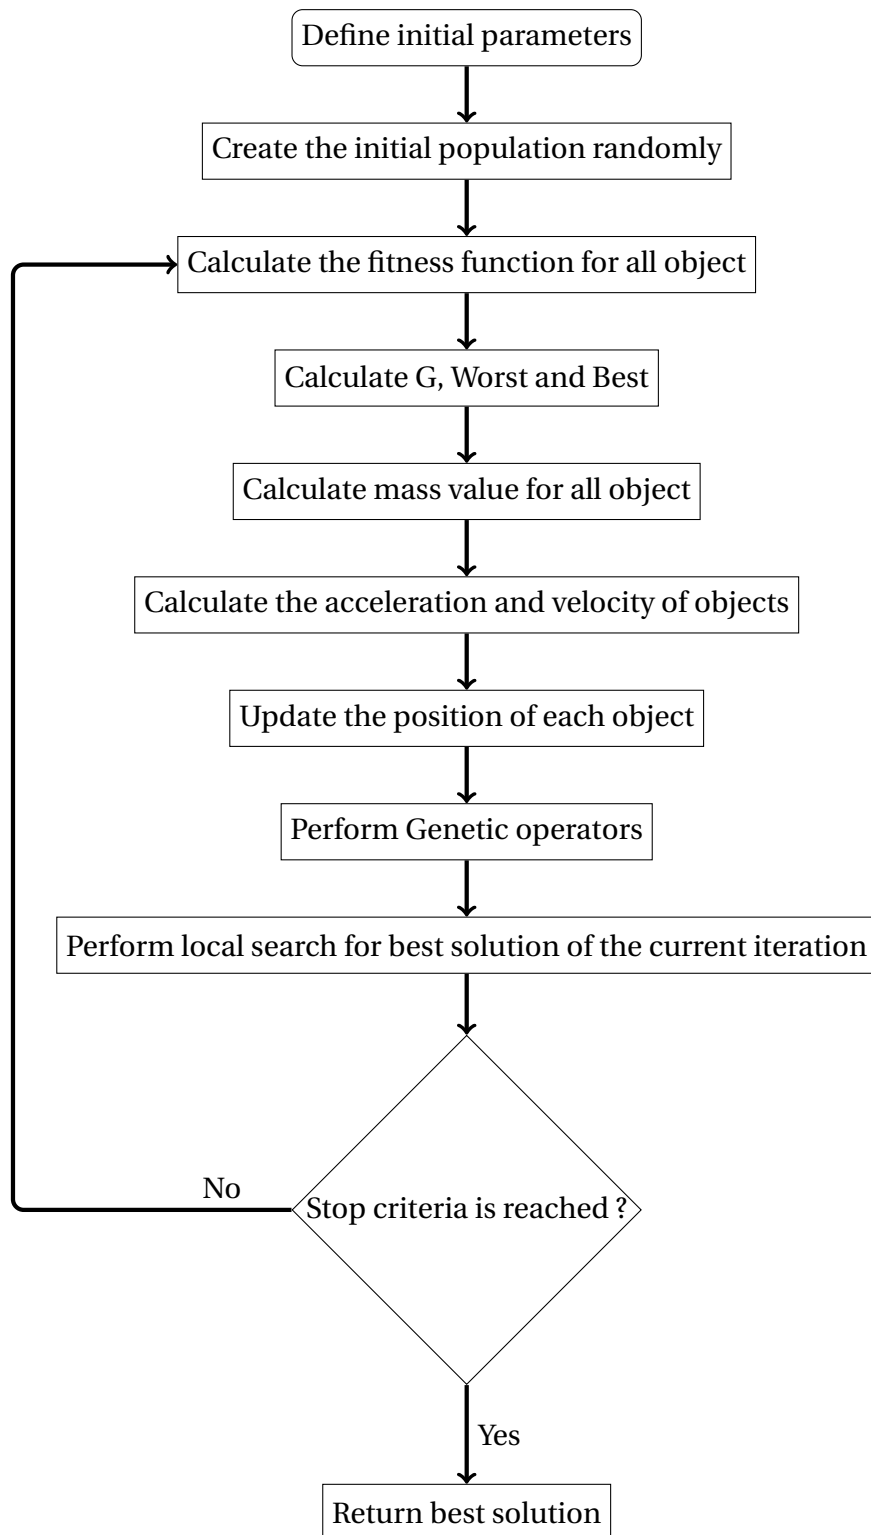 Define initial parameters
Create the initial population randomly
Calculate the fitness function for all object
Calculate G, Worst and Best
Calculate mass value for all object
Calculate the acceleration and velocity of objects
Update the position of each object
Perform Genetic operators
Perform local search for best solution of the current iteration
No
Stop criteria is reached ?
Yes
Return best solution